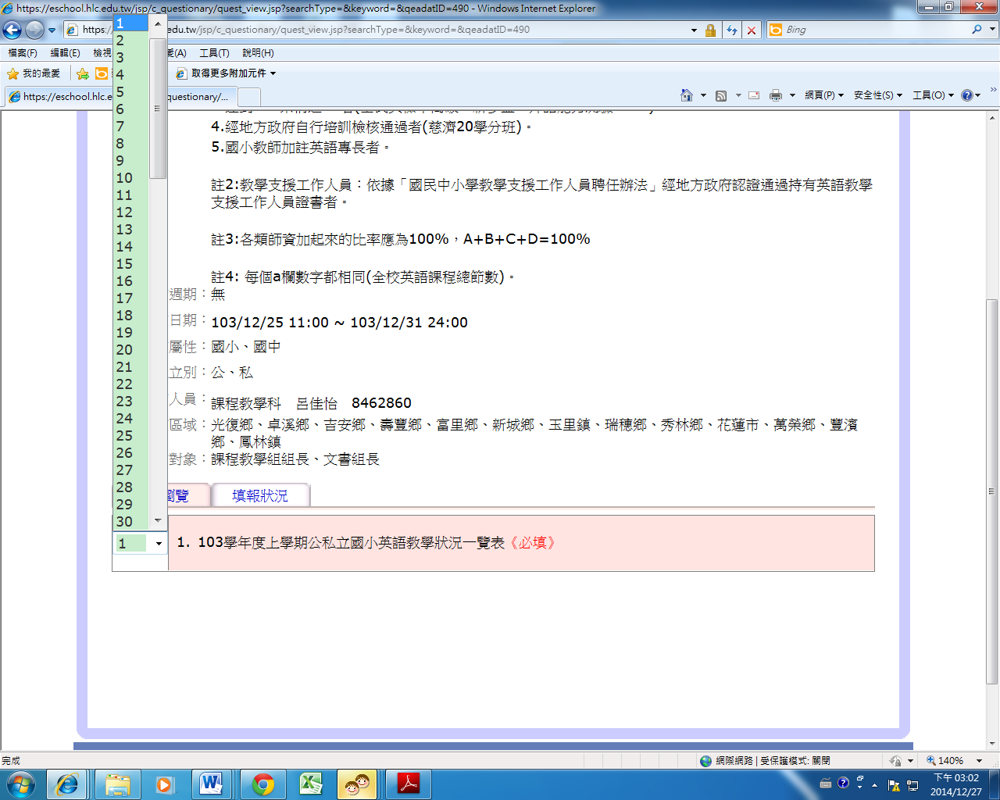 https://eschool.hlc.edu.tw/jsp/c_questionary/quest_view.jsp?searchType=&keyword=&qeadatID=490 - Windows Internet Explorer
https:/
edu.tw/jsp/c_questionary/quest_view.jsp?searchType=&keyword=&qeadatID=490
Bing
檔案(F) 編輯(E) 檢視 愛(A) 工具(T) 說明(H)
我的最愛 取得更多附加元件
https://eschool.hlc.e questionary/... 網頁(P) 安全性(S) 工具(O)
4.經地方政府自行培訓檢核通過者(慈濟20學分班)。
5.國小教師加註英語專長者。
註2:教學支援工作人員：依據「國民中小學教學支援工作人員聘任辦法」經地方政府認證通過持有英語教學
支援工作人員證書者。
註3:各類師資加起來的比率應為100%，A+B+C+D=100%
註4: 每個a欄數字都相同(全校英語課程總節數)。
週期：無
日期：103/12/25 11:00 ~ 103/12/31 24:00
屬性：國小、國中
立別：公、私
人員：課程教學科 呂佳怡 8462860
區域：光復鄉、卓溪鄉、吉安鄉、壽豐鄉、富里鄉、新城鄉、玉里鎮、瑞穗鄉、秀林鄉、花蓮市、萬榮鄉、豐濱
鄉、鳳林鎮
對象：課程教學組組長、文書組長
瀏覽 填報狀況
1
2
3
4
5
6
7
8
9
10
11
12
13
14
15
16
17
18
19
20
21
22
23
24
25
26
27
28
29
30
1
1. 103學年度上學期公私立國小英語教學狀況一覽表《必填》
完成 網際網路 | 受保護模式: 關閉 140%
下午 03:02
2014/12/27